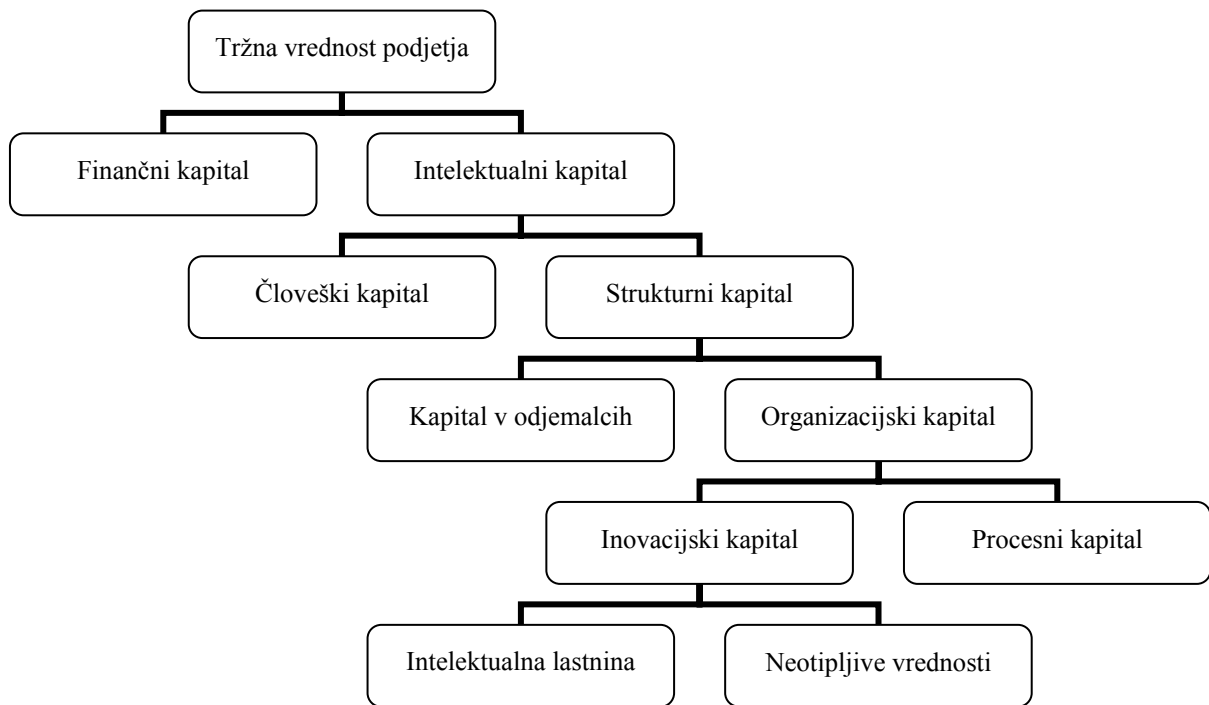 Tržna vrednost podjetja
Finančni kapital
Intelektualni kapital
Človeški kapital
Strukturni kapital
Kapital v odjemalcih
Organizacijski kapital
Inovacijski kapital
Procesni kapital
Intelektualna lastnina
Neotipljive vrednosti